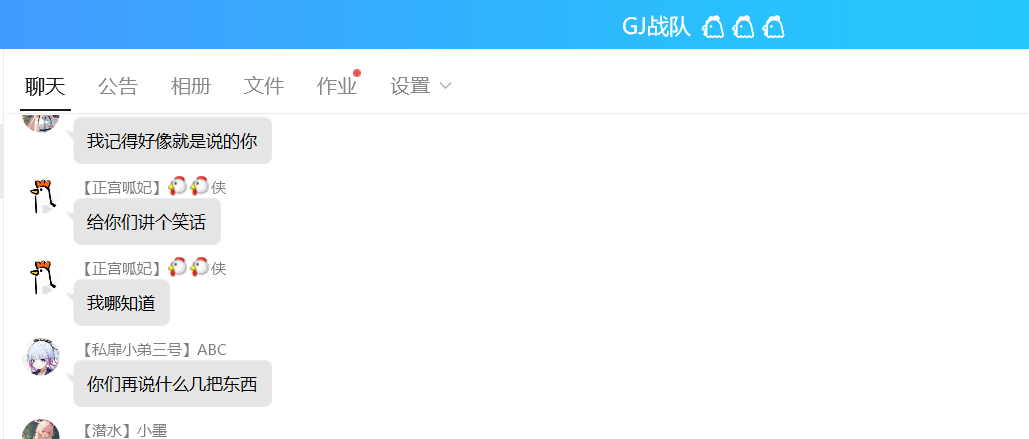 GJ战队
聊天 公告 相册 文件 作业 设置
我记得好像就是说的你
【正宫呱妃】🐔🐔侠
给你们讲个笑话
【正宫呱妃】🐔🐔侠
我哪知道
【私扉小弟三号】ABC
你们再说什么几把东西
【潜水】小墨